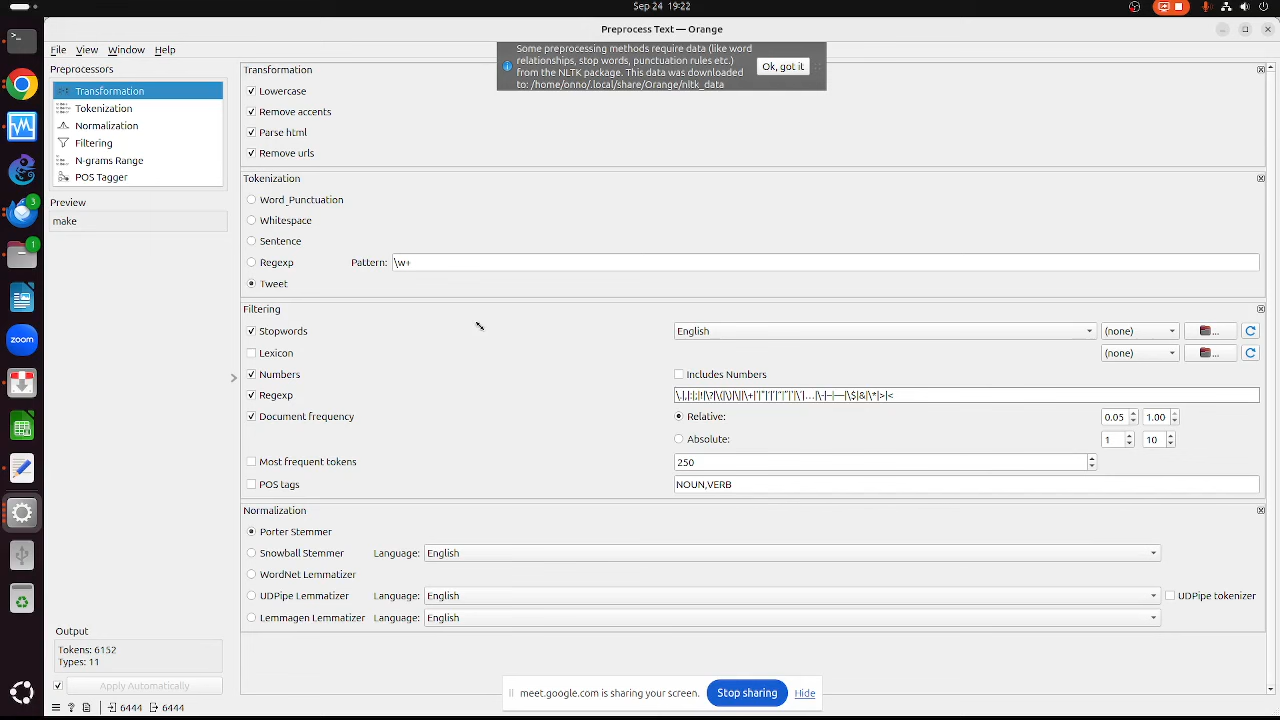 Sep 24 19:22
Preprocess Text — Orange
File View Window Help
Some preprocessing methods require data (like word
relationships, stop words, punctuation rules etc.)
from the NLTK package. This data was downloaded
to: /home/onno/.local/share/Orange/nltk_data
Ok, got it
Preprocessors
Transformation
Tokenization
Normalization
Filtering
N-grams Range
POS Tagger
Preview
make
Transformation
Lowercase
Remove accents
Parse html
Remove urls
Tokenization
Word Punctuation
Whitespace
Sentence
Regexp Pattern: \w+
Tweet
Filtering
Stopwords English (none) ...
Lexicon (none) ...
Numbers Includes Numbers
Regexp
Document frequency Relative: 0.05 1.00
Absolute: 1 10
Most frequent tokens 250
POS tags NOUN,VERB
Normalization
Porter Stemmer
Snowball Stemmer Language: English
WordNet Lemmatizer
UDPipe Lemmatizer Language: English UDPipe tokenizer
Lemmagen Lemmatizer Language: English
Output
Tokens: 6152
Types: 11
Apply Automatically
6444 6444
meet.google.com is sharing your screen. Stop sharing Hide
zoom
3
1